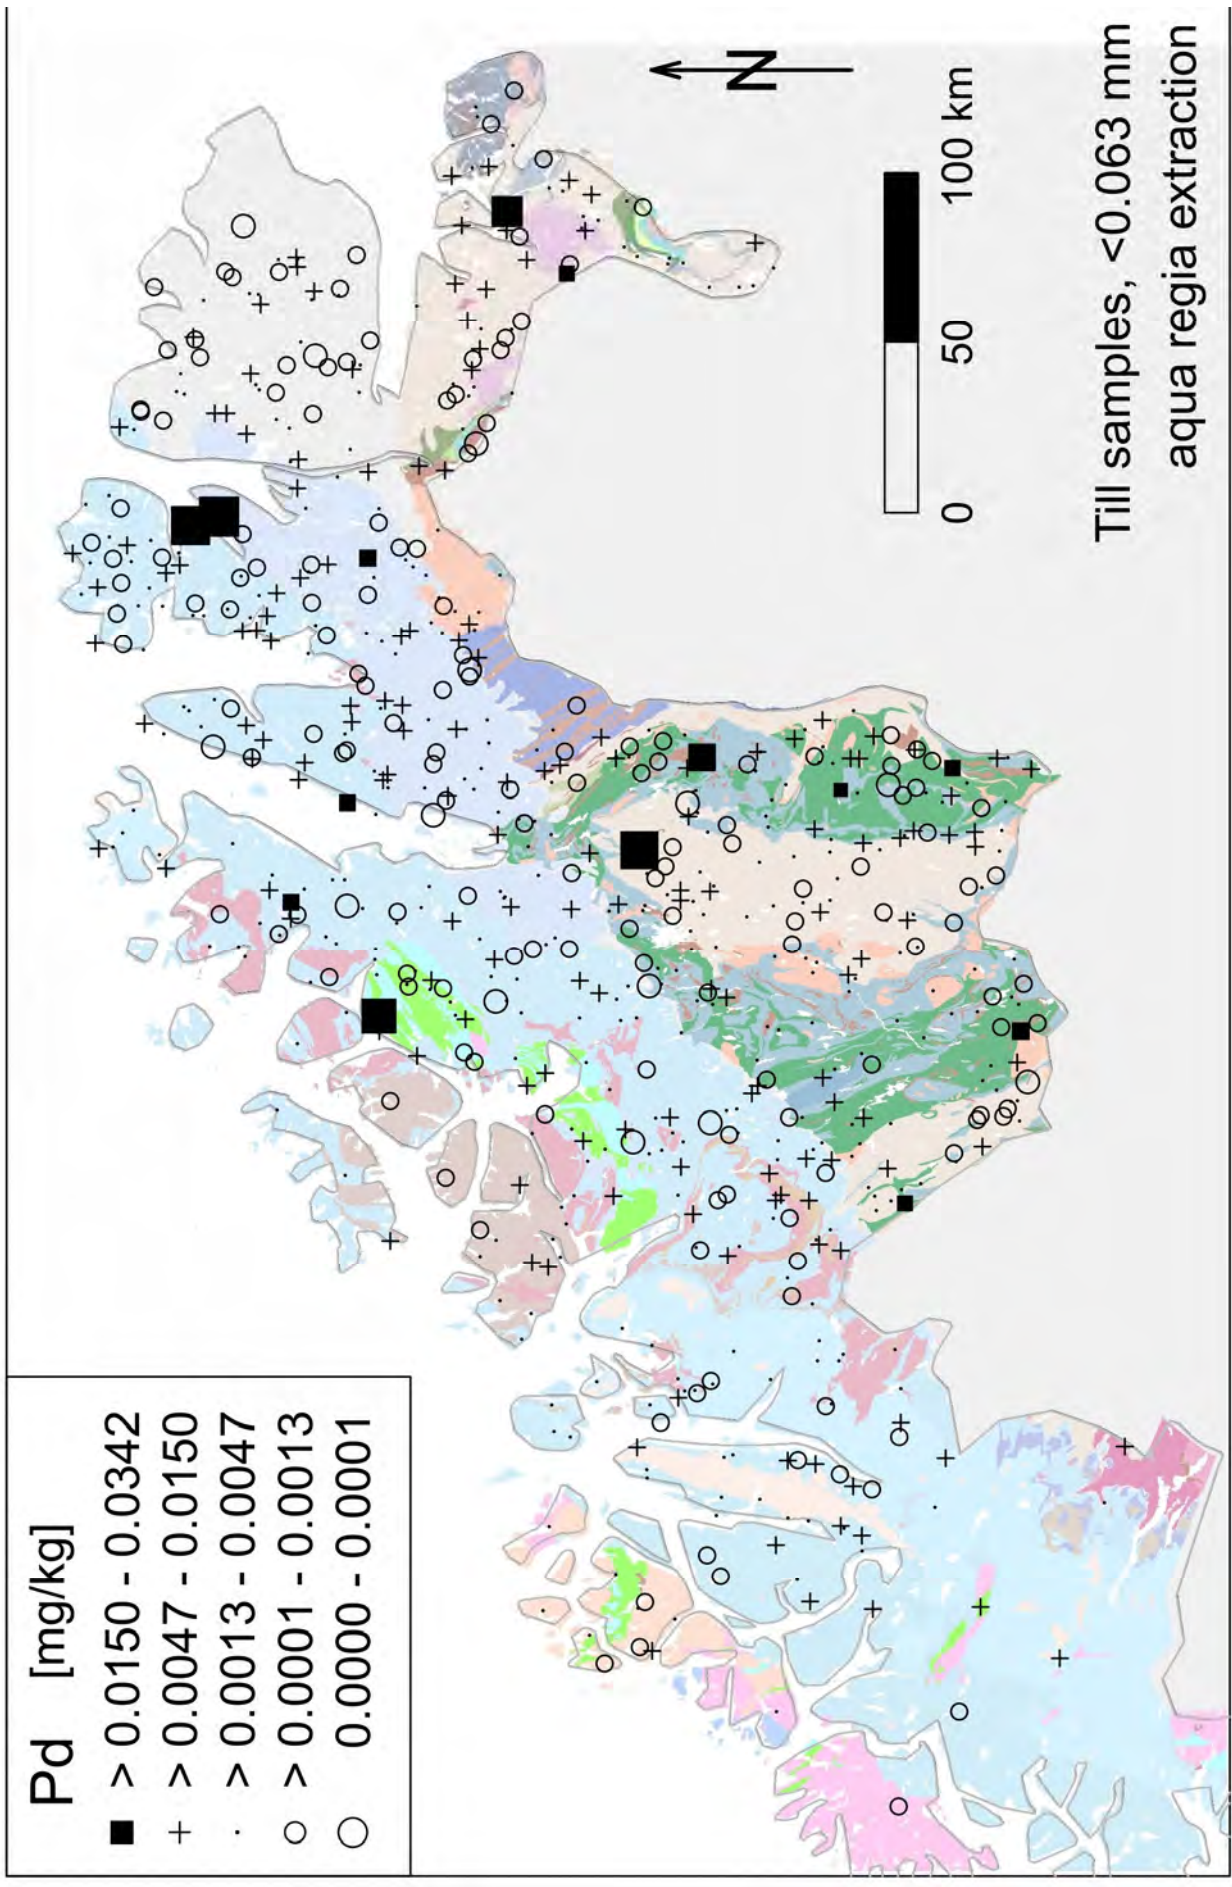 Pd [mg/kg]
> 0.0150 - 0.0342
> 0.0047 - 0.0150
> 0.0013 - 0.0047
> 0.0001 - 0.0013
0.0000 - 0.0001
N
0 50 100 km
Till samples, <0.063 mm
aqua regia extraction